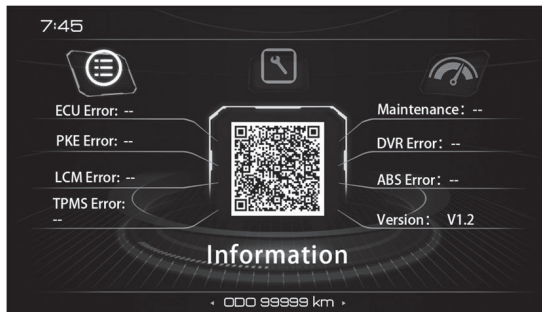 7:45
ECU Error: --
PKE Error: --
LCM Error: --
TPMS Error:
--
Maintenance: --
DVR Error: --
ABS Error: --
Version: V1.2
Information
ODO 99999 km